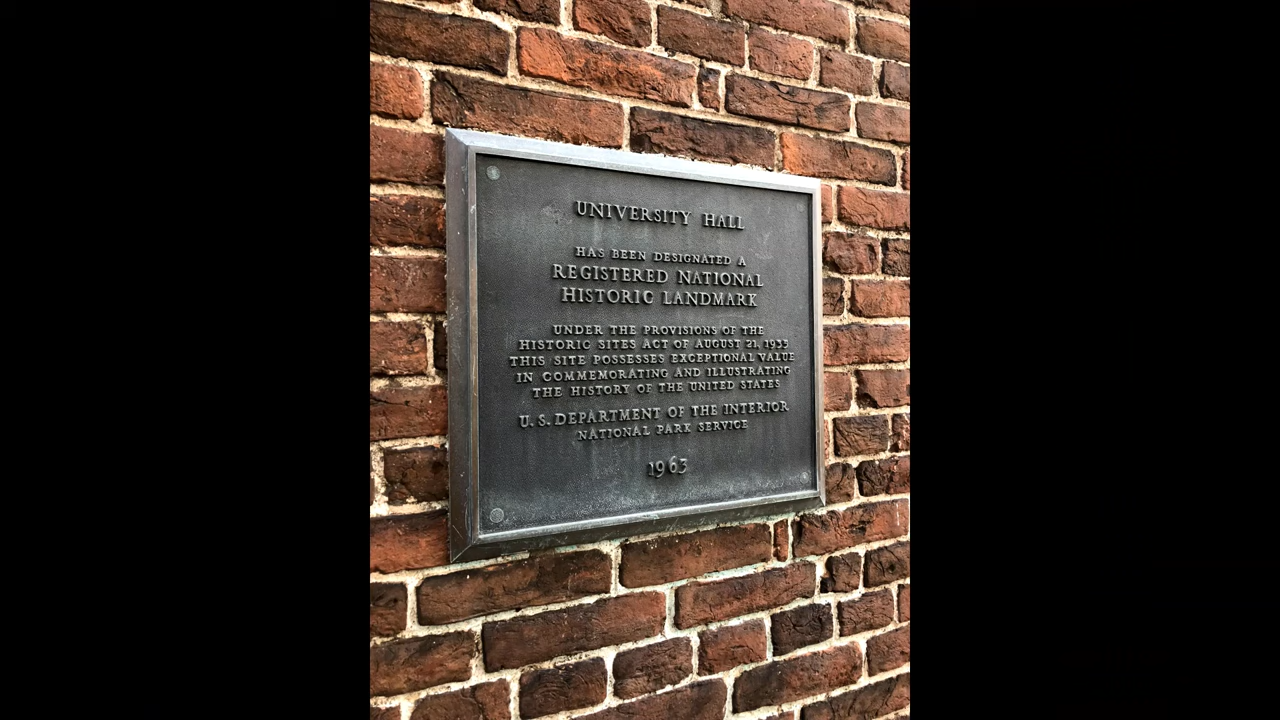 UNIVERSITY HALL
HAS BEEN DESIGNATED A
REGISTERED NATIONAL
HISTORIC LANDMARK
UNDER THE PROVISIONS OF THE
HISTORIC SITES ACT OF AUGUST 21, 1935
THIS SITE POSSESSES EXCEPTIONAL VALUE
IN COMMEMORATING AND ILLUSTRATING
THE HISTORY OF THE UNITED STATES
U. S. DEPARTMENT OF THE INTERIOR
NATIONAL PARK SERVICE
1963